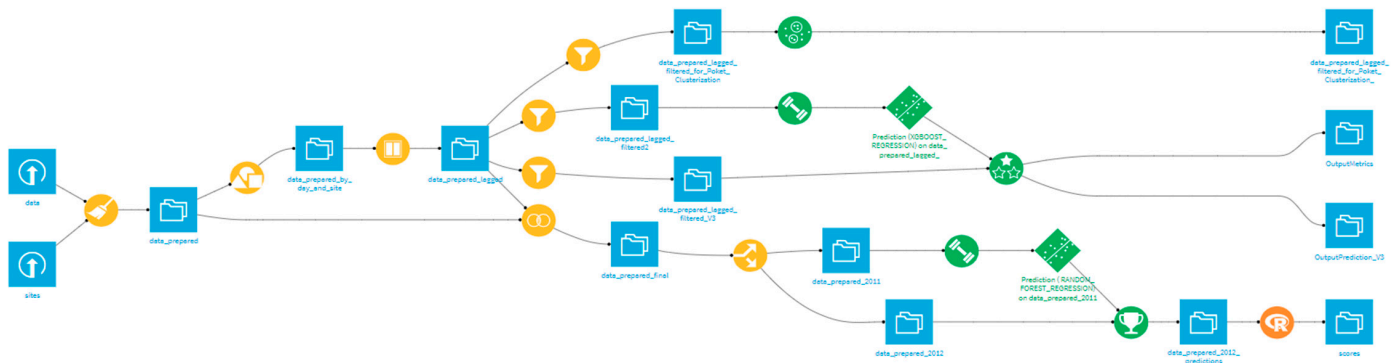 data_prepared_lagged_
filtered_for_Poket_
Clusterization
data_prepared_lagged_
filtered_for_Poket_
Clusterization_
data_prepared_lagged_
filtered2
Prediction (XGBOOST_
REGRESSION) on data_
prepared_lagged_
OutputMetrics
data
data_prepared_by_
day_and_site
data_prepared_lagged
data_prepared_lagged_
filtered_V3
data_prepared
OutputPrediction_V3
sites
data_prepared_final
data_prepared_2011
Prediction ( RANDOM_
FOREST_REGRESSION)
on data_prepared_2011
data_prepared_2012
data_prepared_2012_
predictions
R
scores